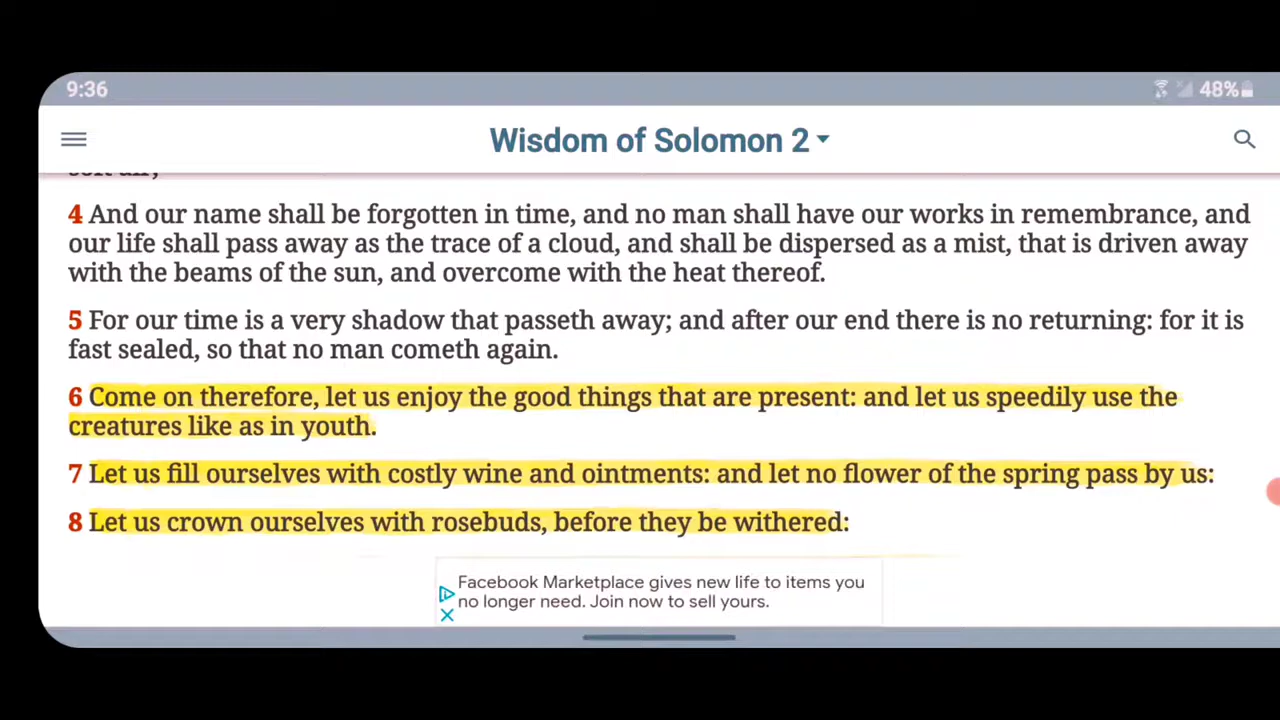 9:36
48%
Wisdom of Solomon 2
soft air;
4 And our name shall be forgotten in time, and no man shall have our works in remembrance, and
our life shall pass away as the trace of a cloud, and shall be dispersed as a mist, that is driven away
with the beams of the sun, and overcome with the heat thereof.
5 For our time is a very shadow that passeth away; and after our end there is no returning: for it is
fast sealed, so that no man cometh again.
6 Come on therefore, let us enjoy the good things that are present: and let us speedily use the
creatures like as in youth.
7 Let us fill ourselves with costly wine and ointments: and let no flower of the spring pass by us:
8 Let us crown ourselves with rosebuds, before they be withered:
Facebook Marketplace gives new life to items you
no longer need. Join now to sell yours.